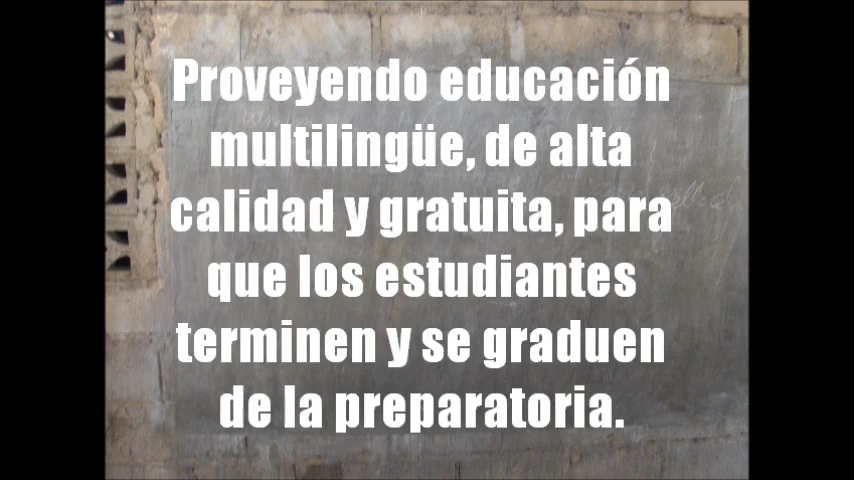 Proveyendo educación
multilingüe, de alta
calidad y gratuita, para
que los estudiantes
terminen y se graduen
de la preparatoria.